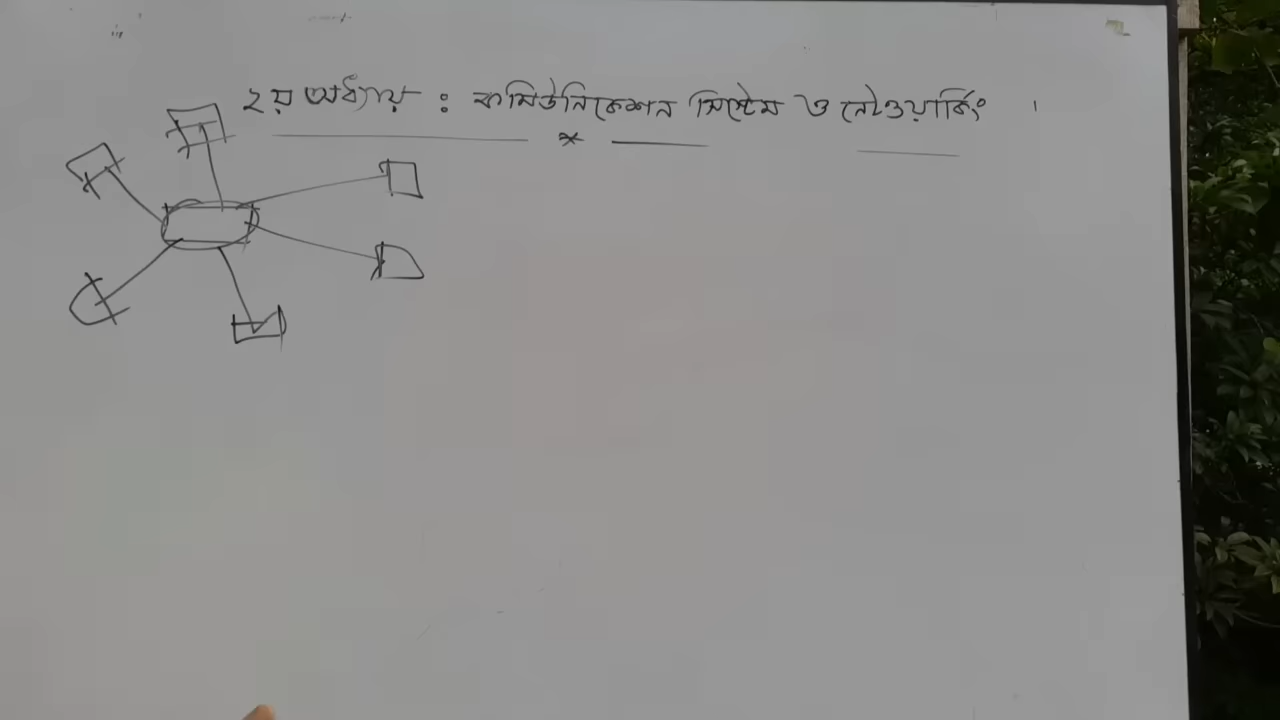 ২য় অধ্যায় : কমিউনিকেশন সিস্টেম ও নেটওয়ার্কিং ।